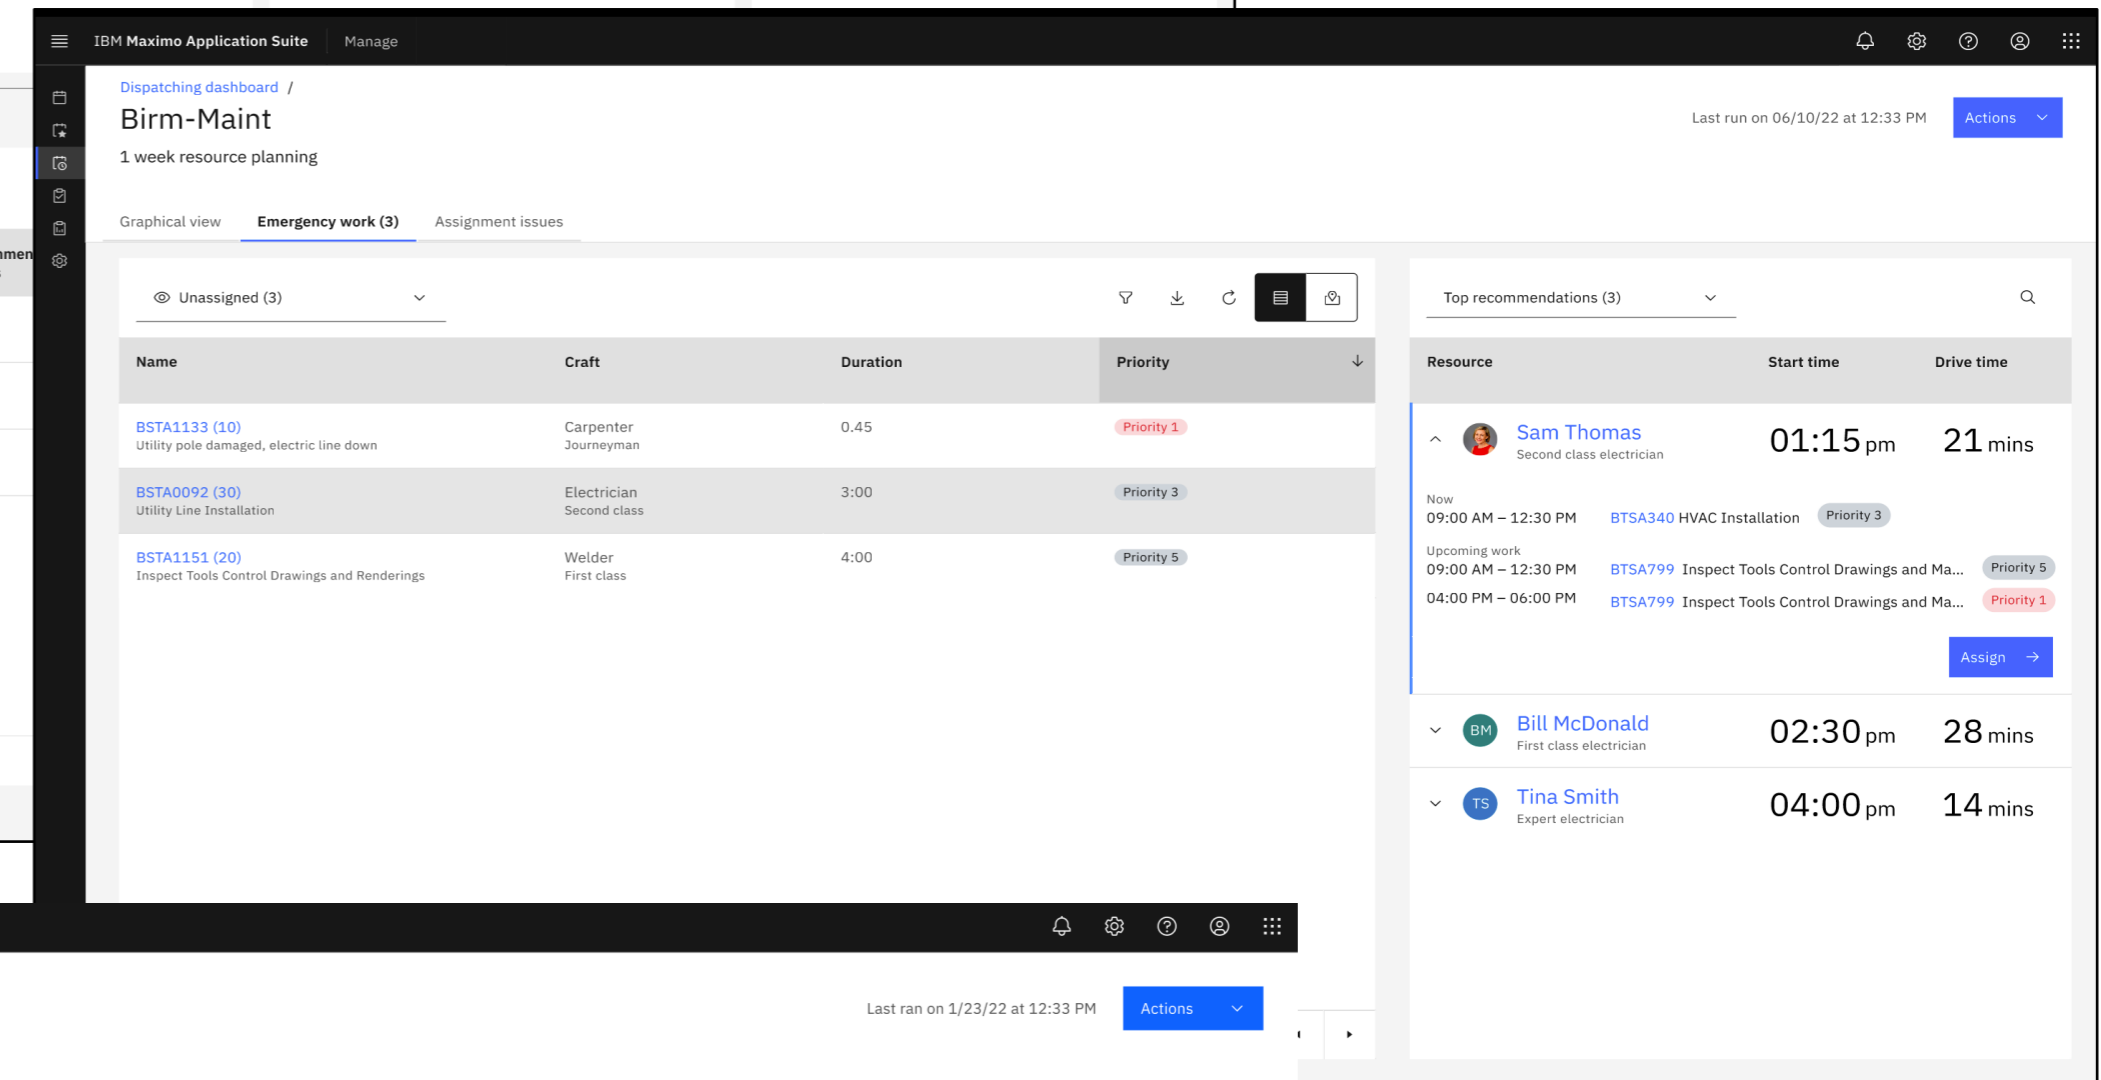 IBM Maximo Application Suite Manage
Dispatching dashboard /
Birm-Maint
1 week resource planning
Last run on 06/10/22 at 12:33 PM
Actions
Graphical view Emergency work (3) Assignment issues
Unassigned (3)
Name Craft Duration Priority
BSTA1133 (10) Carpenter 0.45 Priority 1
Utility pole damaged, electric line down Journeyman
BSTA0092 (30) Electrician 3:00 Priority 3
Utility Line Installation Second class
BSTA1151 (20) Welder 4:00 Priority 5
Inspect Tools Control Drawings and Renderings First class
Top recommendations (3)
Resource Start time Drive time
Sam Thomas 01:15 pm 21 mins
Second class electrician
Now
09:00 AM – 12:30 PM BTSA340 HVAC Installation Priority 3
Upcoming work
09:00 AM – 12:30 PM BTSA799 Inspect Tools Control Drawings and Ma... Priority 5
04:00 PM – 06:00 PM BTSA799 Inspect Tools Control Drawings and Ma... Priority 1
Assign
BM Bill McDonald 02:30 pm 28 mins
First class electrician
TS Tina Smith 04:00 pm 14 mins
Expert electrician
Last ran on 1/23/22 at 12:33 PM
Actions